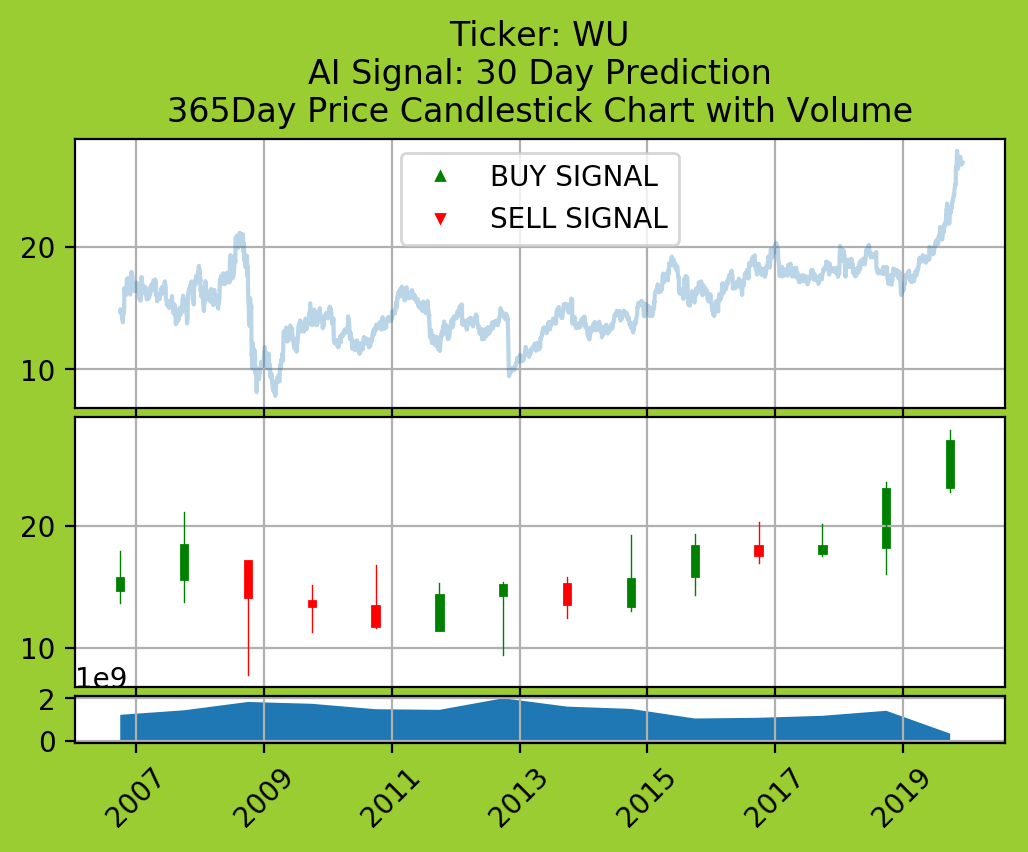 Ticker: WU
AI Signal: 30 Day Prediction
365Day Price Candlestick Chart with Volume
BUY SIGNAL
SELL SIGNAL
20
10
20
10
1e9
2
0
2007
2009
2011
2013
2015
2017
2019